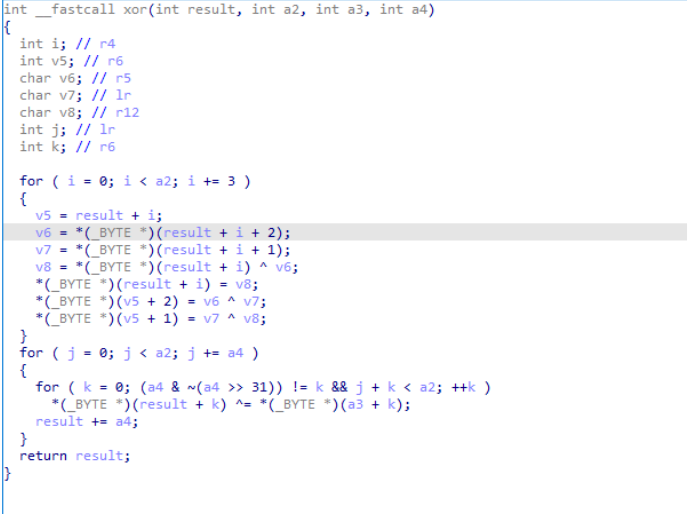 int __fastcall xor(int result, int a2, int a3, int a4)
{
  int i; // r4
  int v5; // r6
  char v6; // r5
  char v7; // lr
  char v8; // r12
  int j; // lr
  int k; // r6

  for ( i = 0; i < a2; i += 3 )
  {
    v5 = result + i;
    v6 = *(_BYTE *)(result + i + 2);
    v7 = *(_BYTE *)(result + i + 1);
    v8 = *(_BYTE *)(result + i) ^ v6;
    *(_BYTE *)(result + i) = v8;
    *(_BYTE *)(v5 + 2) = v6 ^ v7;
    *(_BYTE *)(v5 + 1) = v7 ^ v8;
  }
  for ( j = 0; j < a2; j += a4 )
  {
    for ( k = 0; (a4 & ~(a4 >> 31)) != k && j + k < a2; ++k )
      *(_BYTE *)(result + k) ^= *(_BYTE *)(a3 + k);
    result += a4;
  }
  return result;
}